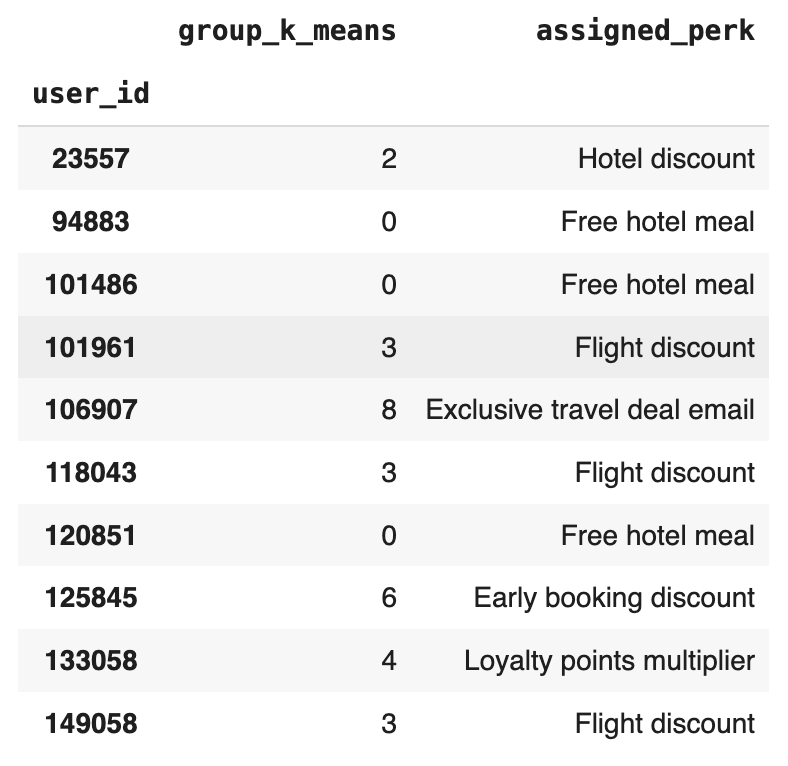 group_k_means assigned_perk
user_id
23557 2 Hotel discount
94883 0 Free hotel meal
101486 0 Free hotel meal
101961 3 Flight discount
106907 8 Exclusive travel deal email
118043 3 Flight discount
120851 0 Free hotel meal
125845 6 Early booking discount
133058 4 Loyalty points multiplier
149058 3 Flight discount